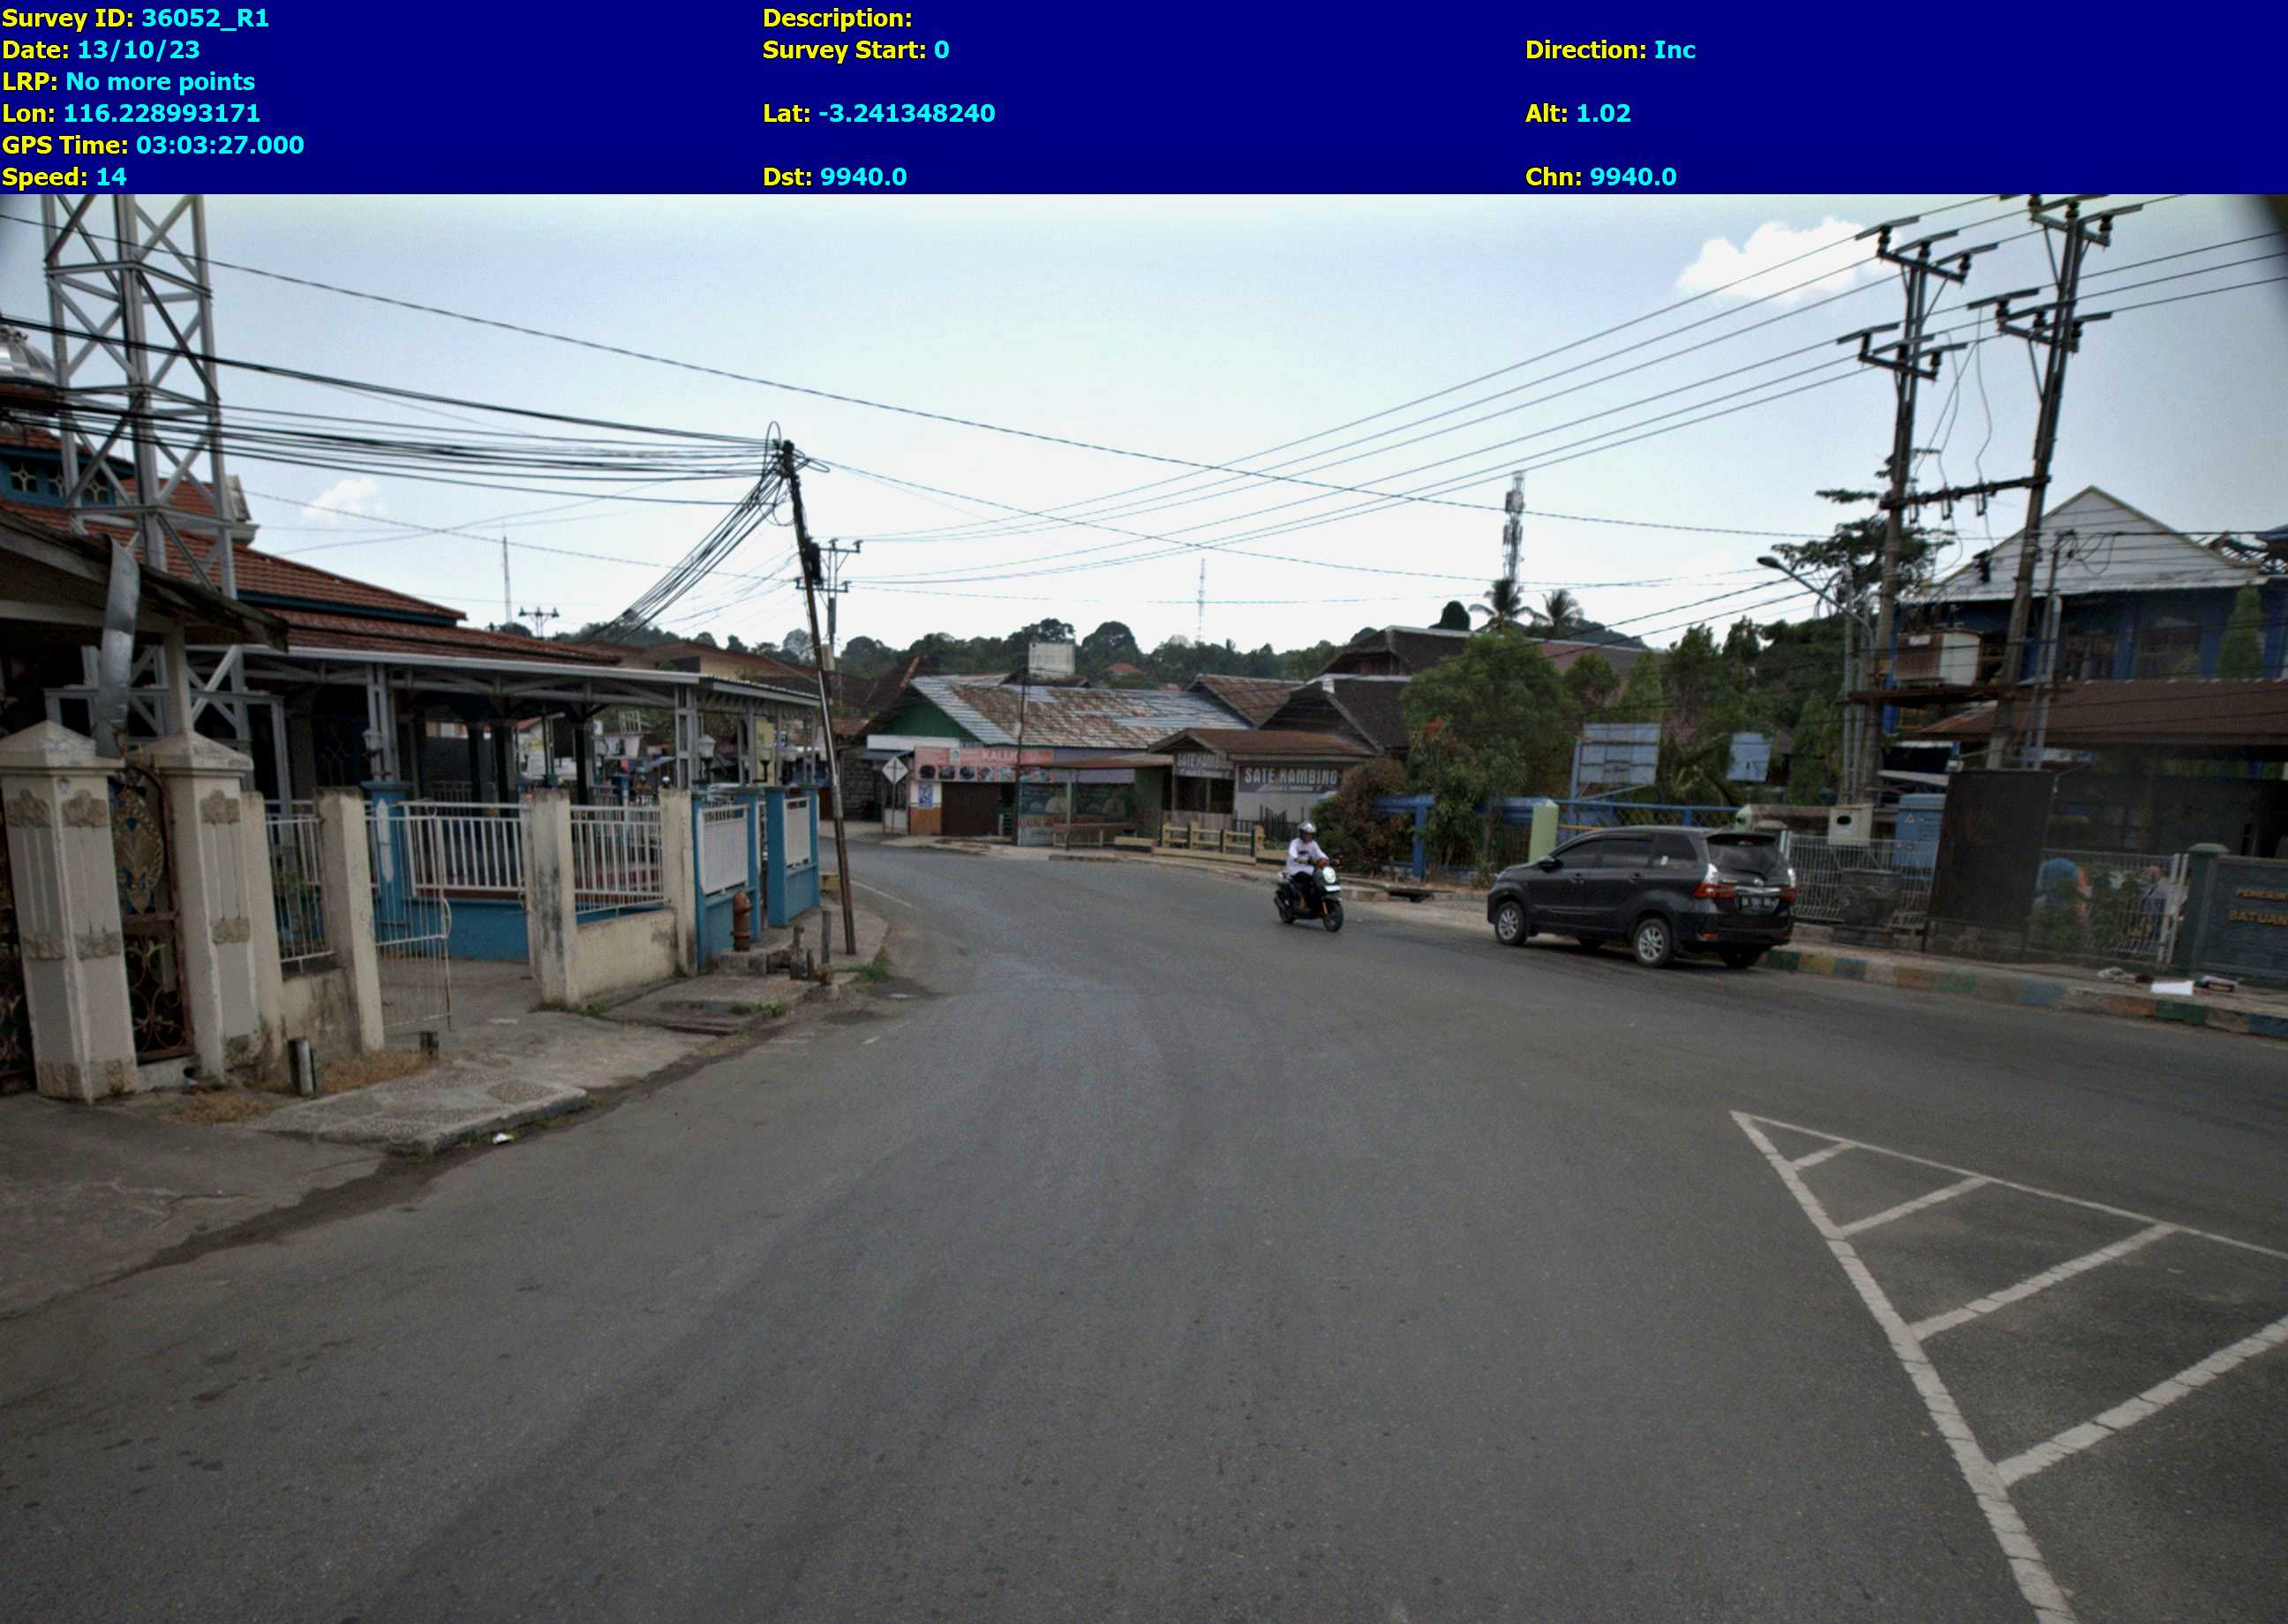 Survey ID: 36052_R1
Description:
Date: 13/10/23
Survey Start: 0
Direction: Inc
LRP: No more points
Lon: 116.228993171
Lat: -3.241348240
Alt: 1.02
GPS Time: 03:03:27.000
Speed: 14
Dst: 9940.0
Chn: 9940.0
SATE KAMBING
SATUAN